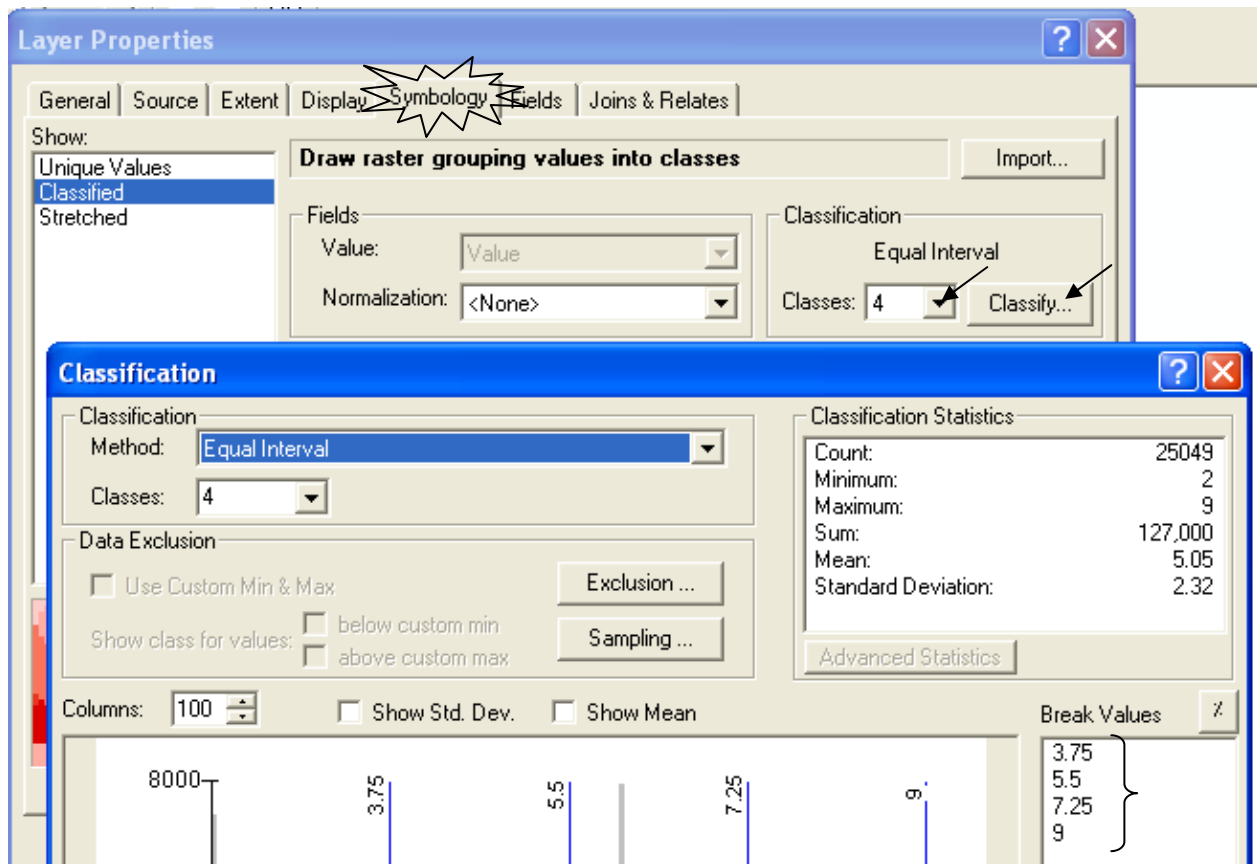 Layer Properties
General Source Extent Display Symbology Fields Joins & Relates
Show:
Unique Values
Classified
Stretched
Draw raster grouping values into classes
Import...
Fields
Value: Value
Normalization: <None>
Classification
Equal Interval
Classes: 4 Classify...
Classification
Classification
Method: Equal Interval
Classes: 4
Data Exclusion
Use Custom Min & Max
Exclusion ...
Show class for values: below custom min
above custom max
Sampling ...
Classification Statistics
Count: 25049
Minimum: 2
Maximum: 9
Sum: 127,000
Mean: 5.05
Standard Deviation: 2.32
Advanced Statistics
Columns: 100 Show Std. Dev. Show Mean
Break Values %
3.75
5.5
7.25
9
8000 3.75 5.5 7.25 9